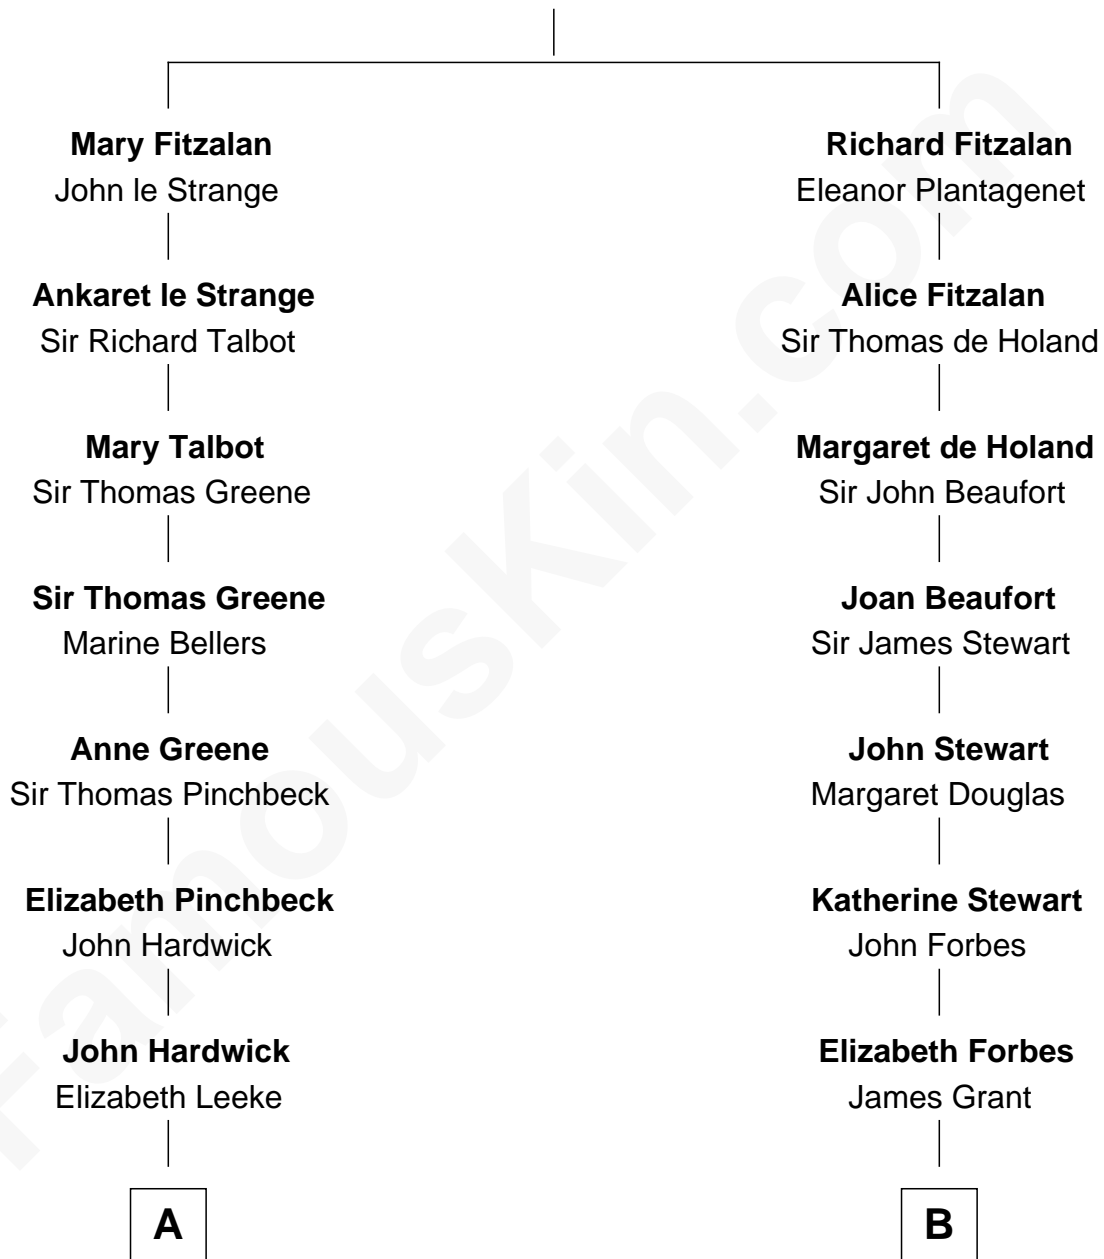 Mary Fitzalan
John le Strange
Ankaret le Strange
Sir Richard Talbot
Mary Talbot
Sir Thomas Greene
Sir Thomas Greene
Marine Bellers
Anne Greene
Sir Thomas Pinchbeck
Elizabeth Pinchbeck
John Hardwick
John Hardwick
Elizabeth Leeke
A
Richard Fitzalan
Eleanor Plantagenet
Alice Fitzalan
Sir Thomas de Holand
Margaret de Holand
Sir John Beaufort
Joan Beaufort
Sir James Stewart
John Stewart
Margaret Douglas
Katherine Stewart
John Forbes
Elizabeth Forbes
James Grant
B
FamousKin.com